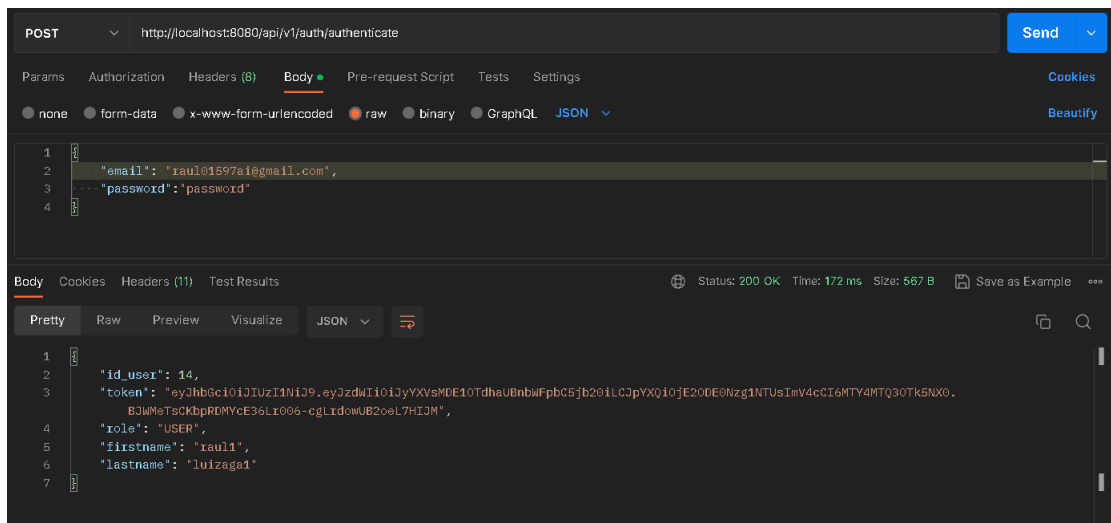 POST http://localhost:8080/api/v1/auth/authenticate Send
Params Authorization Headers (8) Body Pre-request Script Tests Settings Cookies
none form-data x-www-form-urlencoded raw binary GraphQL JSON Beautify
1 {
2 "email": "raul01597ai@gmail.com",
3 "password":"password"
4 }
Body Cookies Headers (11) Test Results Status: 200 OK Time: 172 ms Size: 567 B Save as Example
Pretty Raw Preview Visualize JSON
1 {
2 "id_user": 14,
3 "token": "eyJhbGciOiJIUzI1NiJ9.eyJzdWIiOiJyYXVsMDE1OTdhaUBnbWFpbC5jb20iLCJpYXQiOjE2ODE0Nzg1NTUsImV4cCI6MTY4MTQ3OTk5NX0.
BJWMeTsCKbpRDMYcE36Lr006-cgLrdowUB2oeL7HIJM",
4 "role": "USER",
5 "firstname": "raul1",
6 "lastname": "luizaga1"
7 }